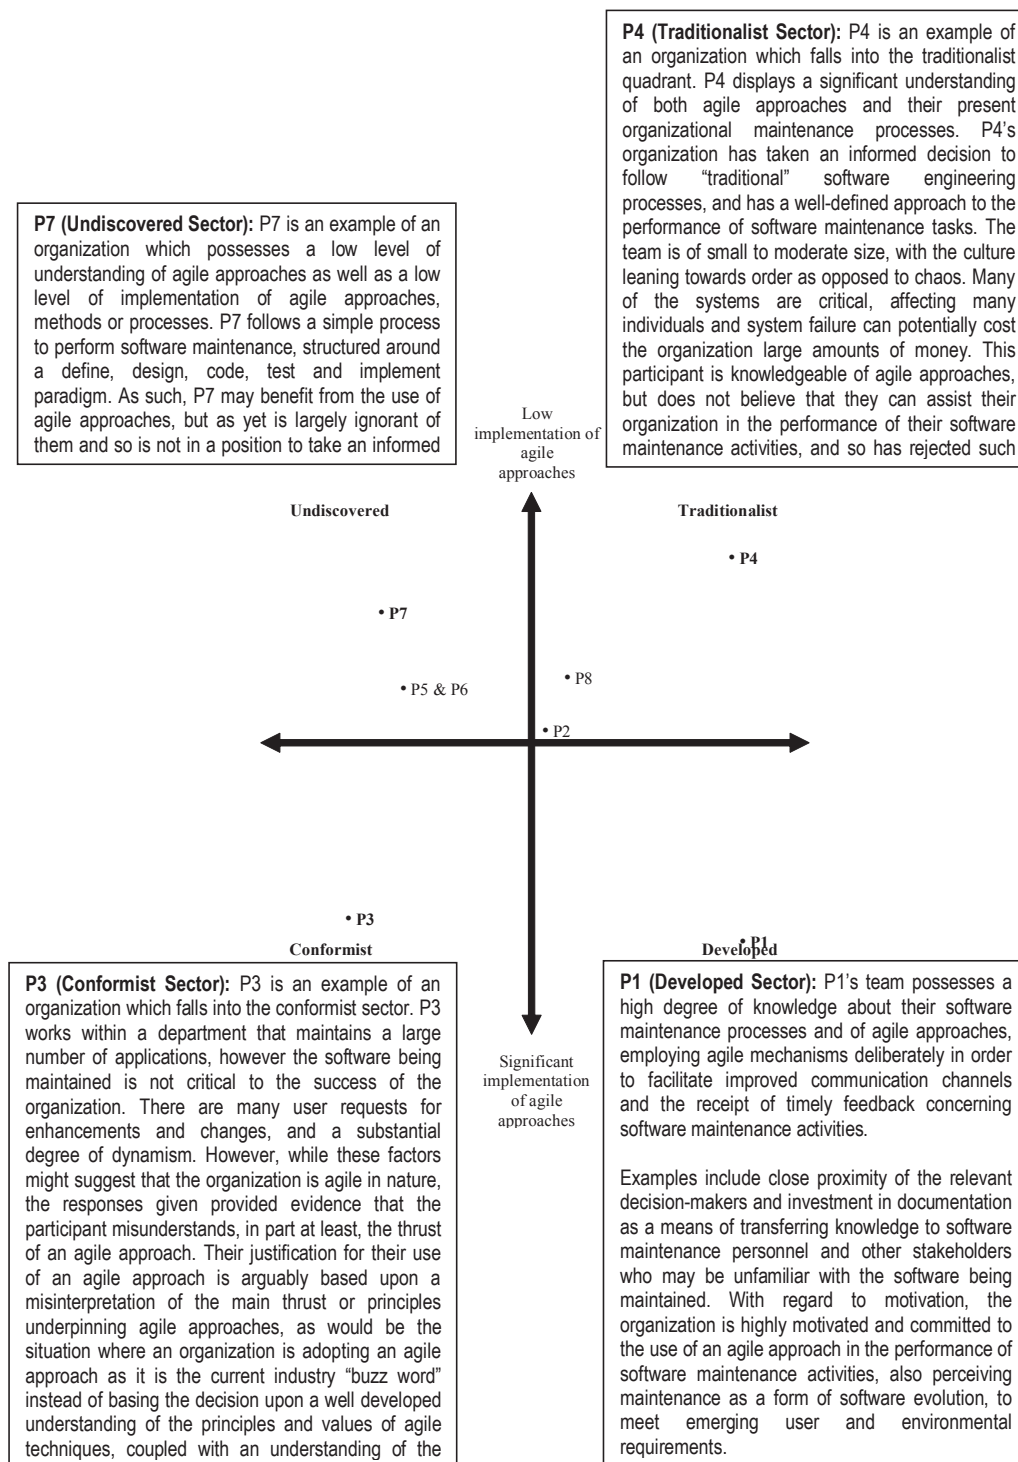 P4 (Traditionalist Sector): P4 is an example of
an organization which falls into the traditionalist
quadrant. P4 displays a significant understanding
of both agile approaches and their present
organizational maintenance processes. P4's
organization has taken an informed decision to
follow “traditional” software engineering
processes, and has a well-defined approach to the
performance of software maintenance tasks. The
team is of small to moderate size, with the culture
leaning towards order as opposed to chaos. Many
of the systems are critical, affecting many
individuals and system failure can potentially cost
the organization large amounts of money. This
participant is knowledgeable of agile approaches,
but does not believe that they can assist their
organization in the performance of their software
maintenance activities, and so has rejected such
P7 (Undiscovered Sector): P7 is an example of an
organization which possesses a low level of
understanding of agile approaches as well as a low
level of implementation of agile approaches,
methods or processes. P7 follows a simple process
to perform software maintenance, structured around
a define, design, code, test and implement
paradigm. As such, P7 may benefit from the use of
agile approaches, but as yet is largely ignorant of
them and so is not in a position to take an informed
Low
implementation of
agile
approaches
Undiscovered
Traditionalist
• P4
• P7
• P5 & P6
• P8
• P2
• P3
• P1
Conformist
Developed
P3 (Conformist Sector): P3 is an example of an
organization which falls into the conformist sector. P3
works within a department that maintains a large
number of applications, however the software being
maintained is not critical to the success of the
organization. There are many user requests for
enhancements and changes, and a substantial
degree of dynamism. However, while these factors
might suggest that the organization is agile in nature,
the responses given provided evidence that the
participant misunderstands, in part at least, the thrust
of an agile approach. Their justification for their use
of an agile approach is arguably based upon a
misinterpretation of the main thrust or principles
underpinning agile approaches, as would be the
situation where an organization is adopting an agile
approach as it is the current industry “buzz word”
instead of basing the decision upon a well developed
understanding of the principles and values of agile
techniques, coupled with an understanding of the
Significant
implementation
of agile
approaches
P1 (Developed Sector): P1's team possesses a
high degree of knowledge about their software
maintenance processes and of agile approaches,
employing agile mechanisms deliberately in order
to facilitate improved communication channels
and the receipt of timely feedback concerning
software maintenance activities.
Examples include close proximity of the relevant
decision-makers and investment in documentation
as a means of transferring knowledge to software
maintenance personnel and other stakeholders
who may be unfamiliar with the software being
maintained. With regard to motivation, the
organization is highly motivated and committed to
the use of an agile approach in the performance of
software maintenance activities, also perceiving
maintenance as a form of software evolution, to
meet emerging user and environmental
requirements.